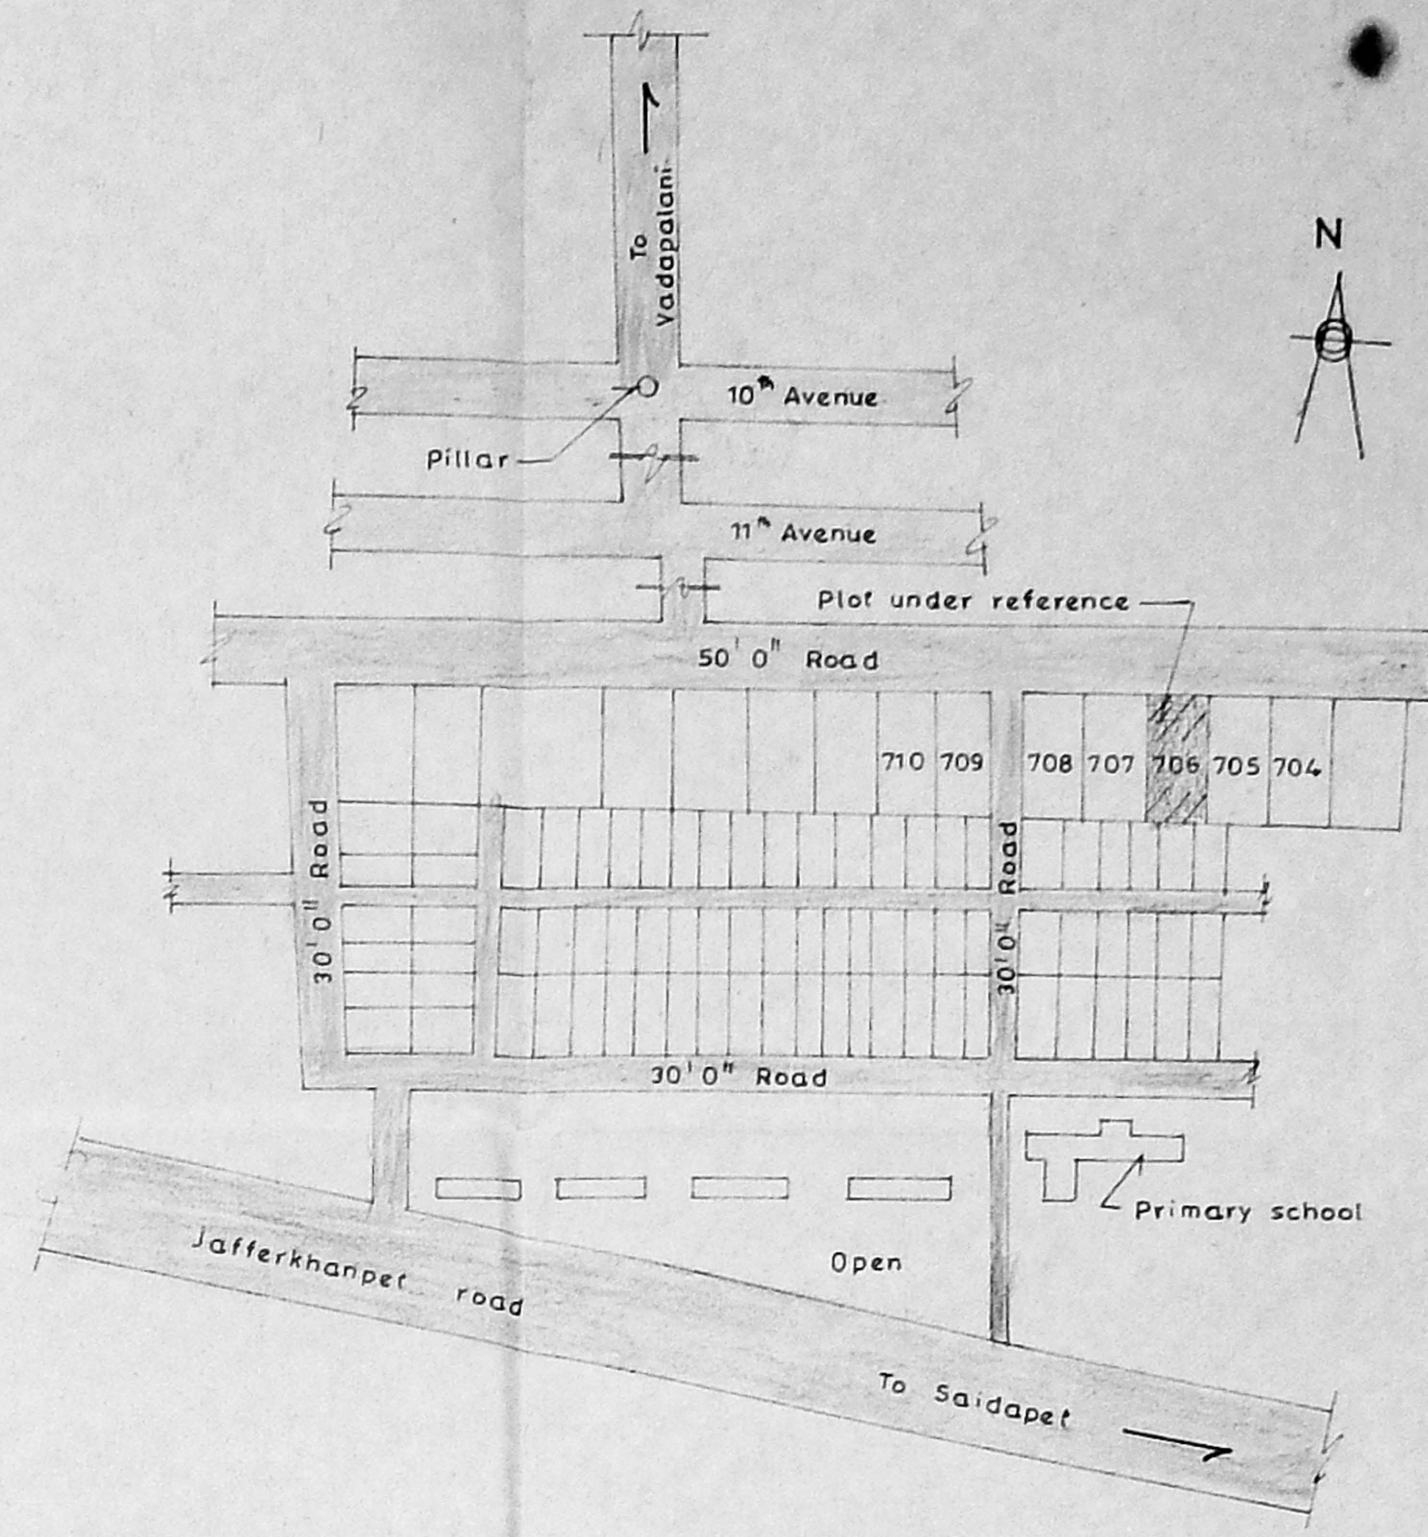 To
Vadapalani
N
10th Avenue
Pillar
11th Avenue
Plot under reference
50' 0" Road
710 709 708 707 706 705 704
30' 0" Road
30' 0" Road
30' 0" Road
Primary school
Jafferkhanpet road
Open
To Saidapet